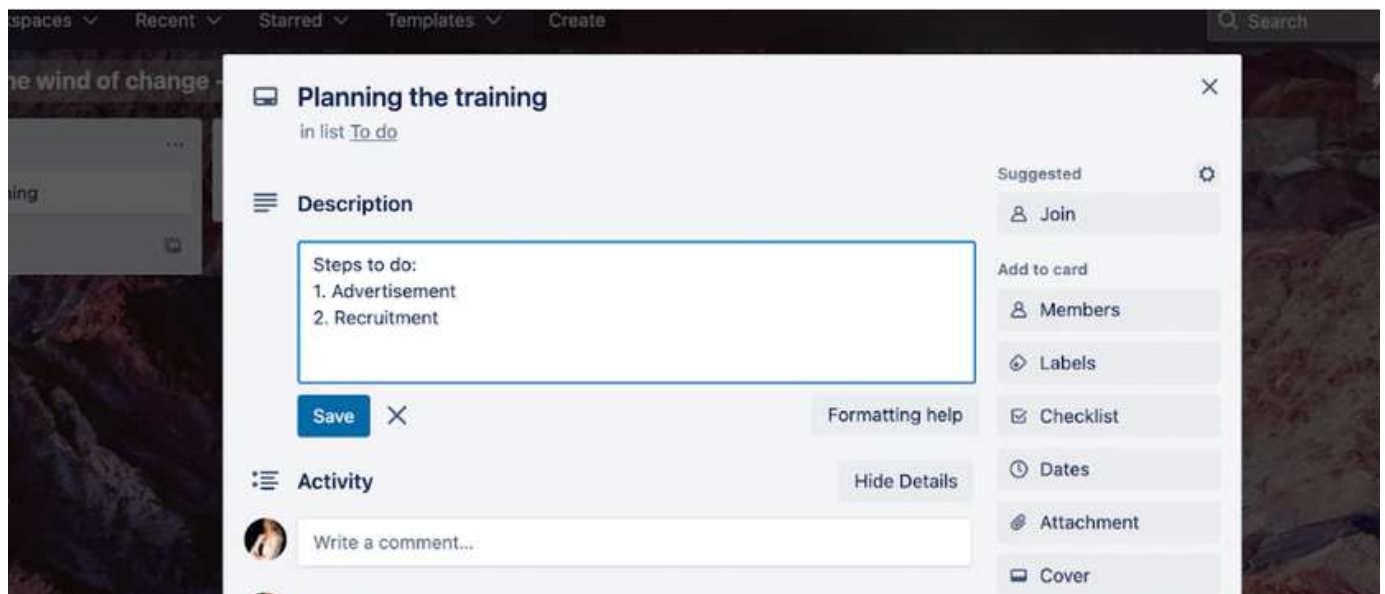 Recent
Starred
Templates
Create
Search
wind of change -
Planning the training
in list To do
Suggested
Description
Join
Steps to do:
1. Advertisement
2. Recruitment
Add to card
Members
Labels
Save
Formatting help
Checklist
Activity
Hide Details
Dates
Write a comment...
Attachment
Cover